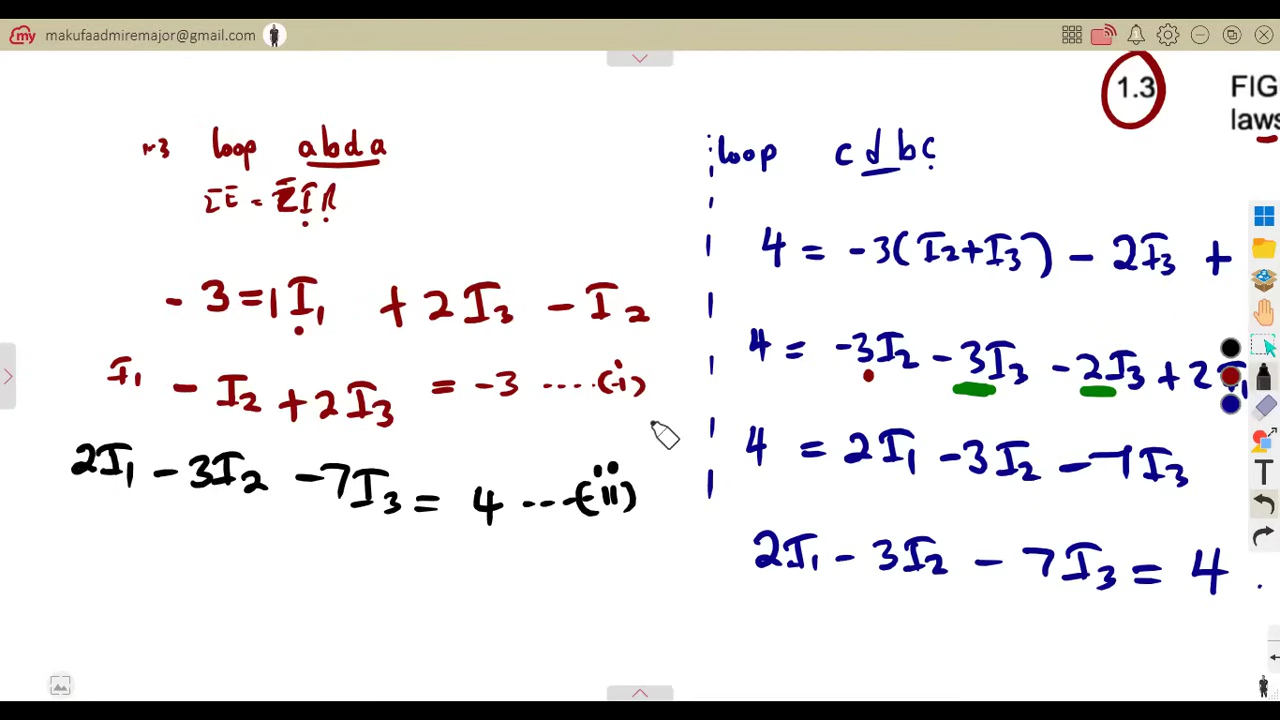 my makufaadmiremajor@gmail.com
1.3 FIG
laws
loop abda
ΣE = ΣIR
- 3 = 1I₁ + 2I₃ - I₂
I₁ - I₂ + 2I₃ = -3 ....(i)
2I₁ - 3I₂ - 7I₃ = 4 ...(ii)
loop cdbc
4 = -3(I₂+I₃) - 2I₃ +
4 = -3I₂ - 3I₃ - 2I₃ + 2I₁
4 = 2I₁ - 3I₂ - 7I₃
2I₁ - 3I₂ - 7I₃ = 4 .